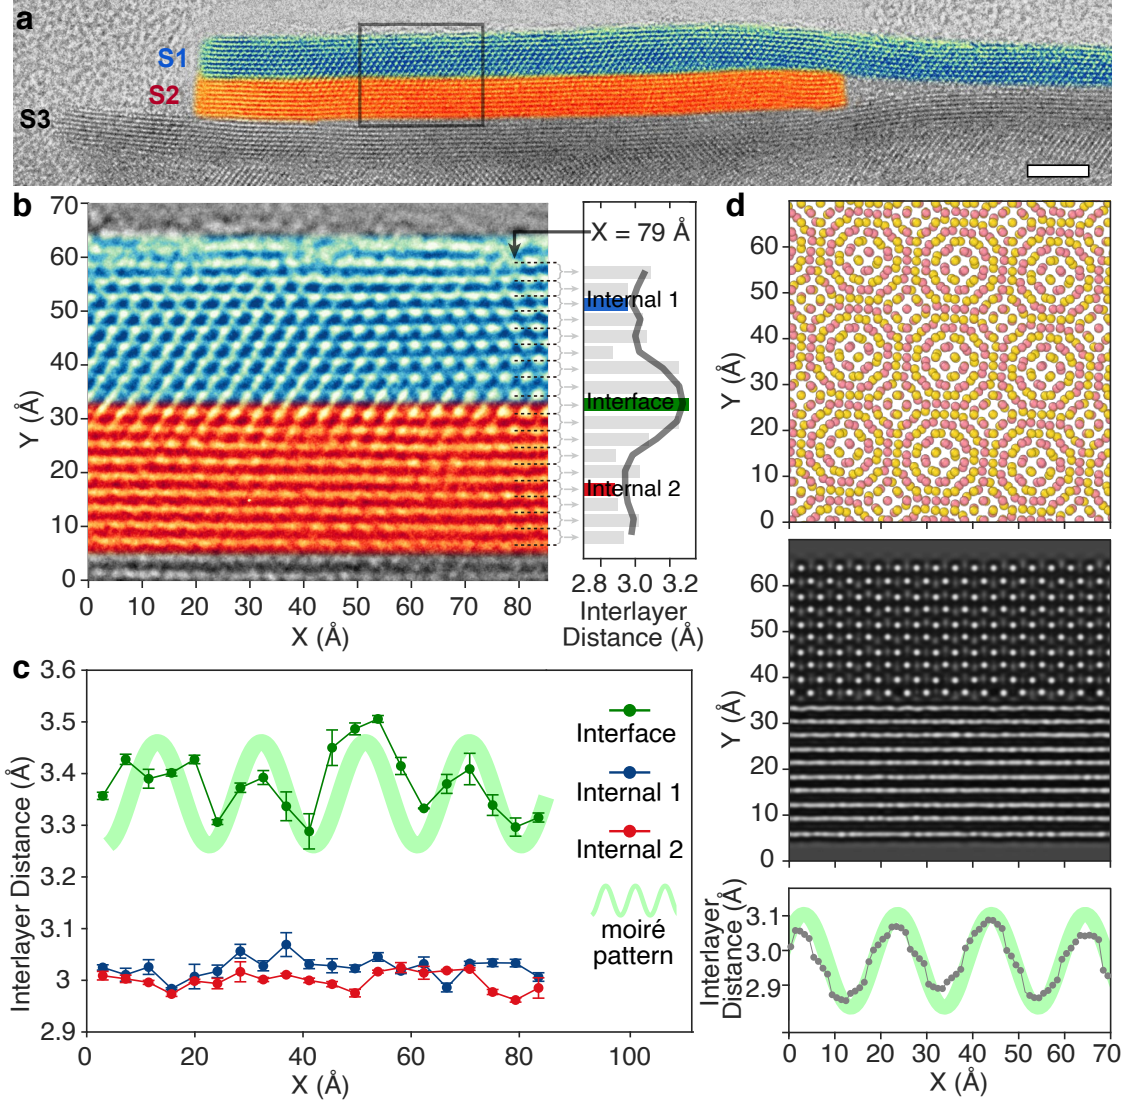 a
S1
S2
S3
b
70
60
50
40
30
20
10
0
Y (Å)
0 10 20 30 40 50 60 70 80
X (Å)
X = 79 Å
Internal 1
Interface
Internal 2
2.8 3.0 3.2
Interlayer
Distance (Å)
c
3.6
3.5
3.4
3.3
3.2
3.1
3
2.9
Interlayer Distance (Å)
0 20 40 60 80 100
X (Å)
Interface
Internal 1
Internal 2
moiré
pattern
d
60
50
40
30
20
10
0
Y (Å)
60
50
40
30
20
10
0
Y (Å)
3.1
3.0
2.9
Interlayer
Distance (Å)
0 10 20 30 40 50 60 70
X (Å)